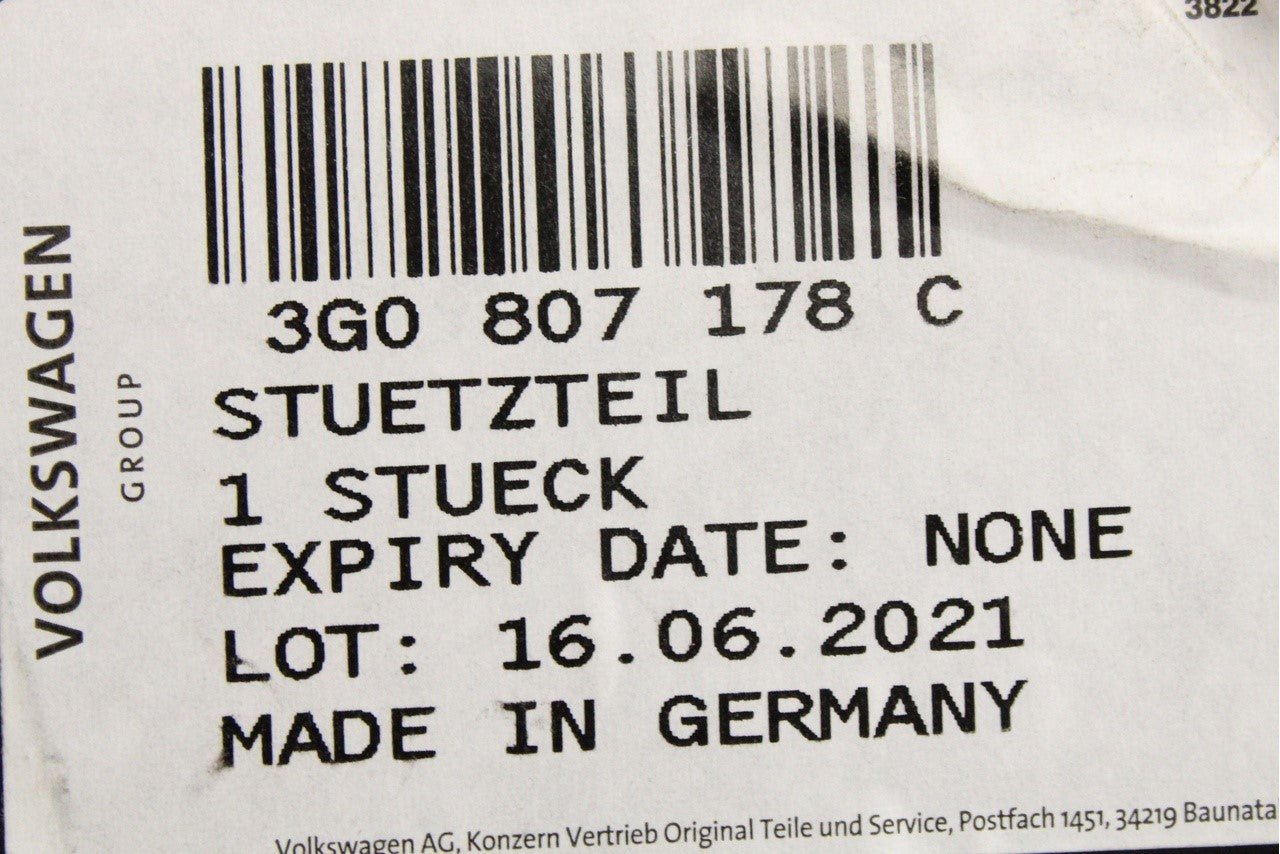 3822
3G0 807 178 C
STUETZTEIL
1 STUECK
EXPIRY DATE: NONE
LOT: 16.06.2021
MADE IN GERMANY
VOLKSWAGEN
GROUP
Volkswagen AG, Konzern Vertrieb Original Teile und Service, Postfach 1451, 34219 Baunata